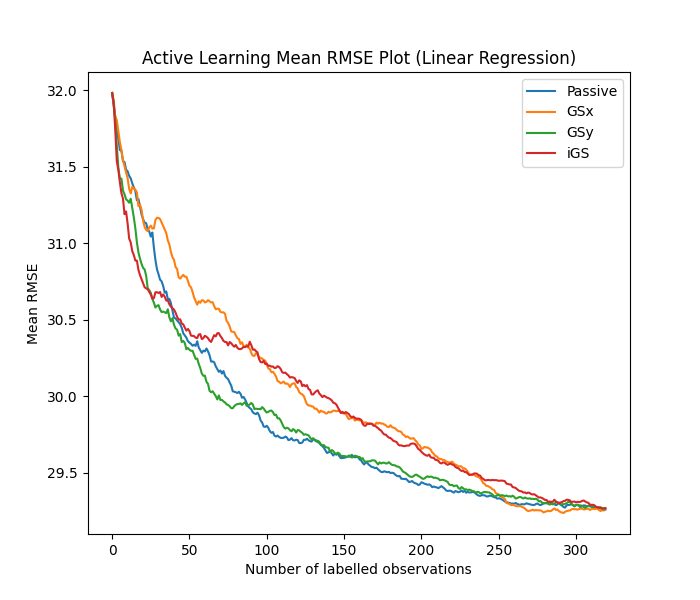 Active Learning Mean RMSE Plot (Linear Regression)
Passive
GSx
GSy
iGS
Mean RMSE
32.0
31.5
31.0
30.5
30.0
29.5
0 50 100 150 200 250 300
Number of labelled observations